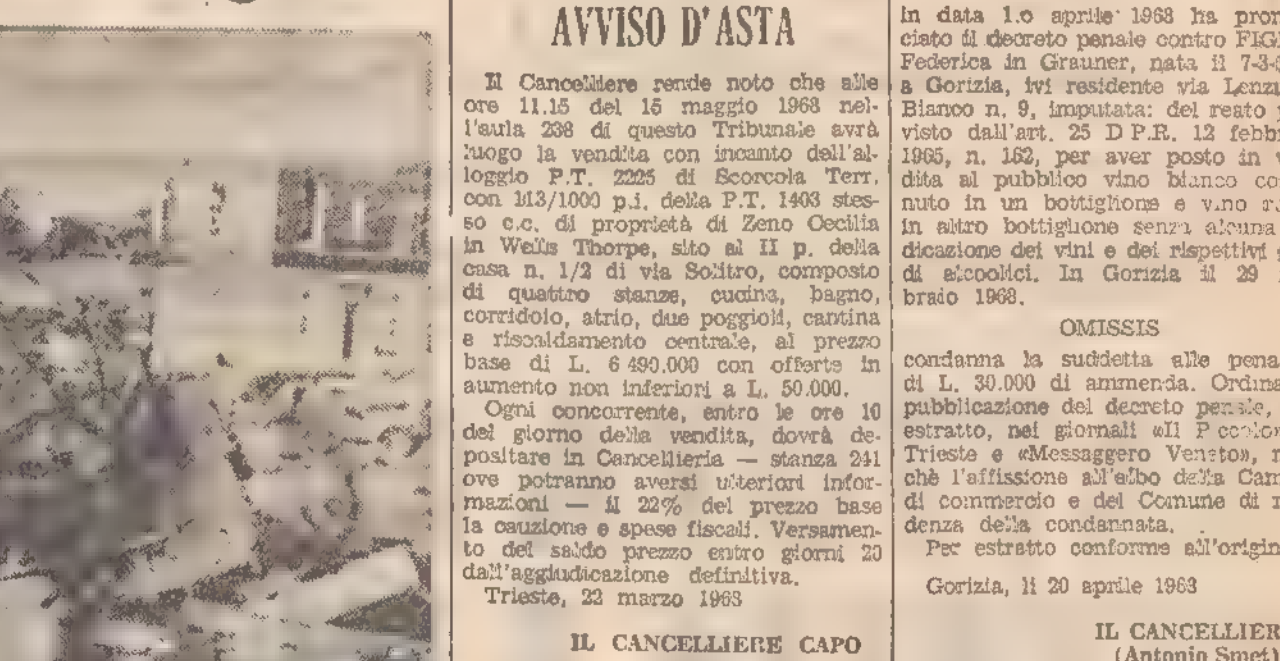 AVVISO D'ASTA
Il Cancelliere rende noto che alle
ore 11.15 del 15 maggio 1968 nel-
l'aula 238 di questo Tribunale avrà
luogo la vendita con incanto dell'al-
loggio P.T. 2225 di Scorcola Terr.
con 113/1000 p.i. della P.T. 1403 stes-
so c.c. di proprietà di Zeno Cecilia
in Wells Thorpe, sito al II p. della
casa n. 1/2 di via Solitro, composto
di quattro stanze, cucina, bagno,
corridoio, atrio, due poggioli, cantina
e riscaldamento centrale, al prezzo
base di L. 6 490.000 con offerte in
aumento non inferiori a L. 50.000.
Ogni concorrente, entro le ore 10
del giorno della vendita, dovrà de-
positare in Cancellieria — stanza 241
ove potranno aversi ulteriori infor-
mazioni — il 22% del prezzo base
la cauzione e spese fiscali. Versamen-
to del saldo prezzo entro giorni 20
dall'aggiudicazione definitiva.
Trieste, 22 marzo 1968
IL CANCELLIERE CAPO
In data 1.o aprile 1968 ha pron
ciato il decreto penale contro FIG
Federica in Grauner, nata il 7-3-
a Gorizia, ivi residente via Lenzu
Bianco n. 9, imputata: del reato
visto dall'art. 25 D P.R. 12 febb
1965, n. 162, per aver posto in v
dita al pubblico vino bianco co
nuto in un bottiglione e vino r
in altro bottiglione senza alcuna
dicazione dei vini e dei rispettivi
di alcoolici. In Gorizia il 29
braio 1968.
OMISSIS
condanna la suddetta alle pena
di L. 30.000 di ammenda. Ordina
pubblicazione del decreto penale,
estratto, nei giornali «Il Piccolo
Trieste e «Messaggero Veneto», n
chè l'affissione all'albo della Cam
di commercio e del Comune di r
denza della condannata.
Per estratto conforme all'origin
Gorizia, li 20 aprile 1968
IL CANCELLIER
(Antonio Smet)